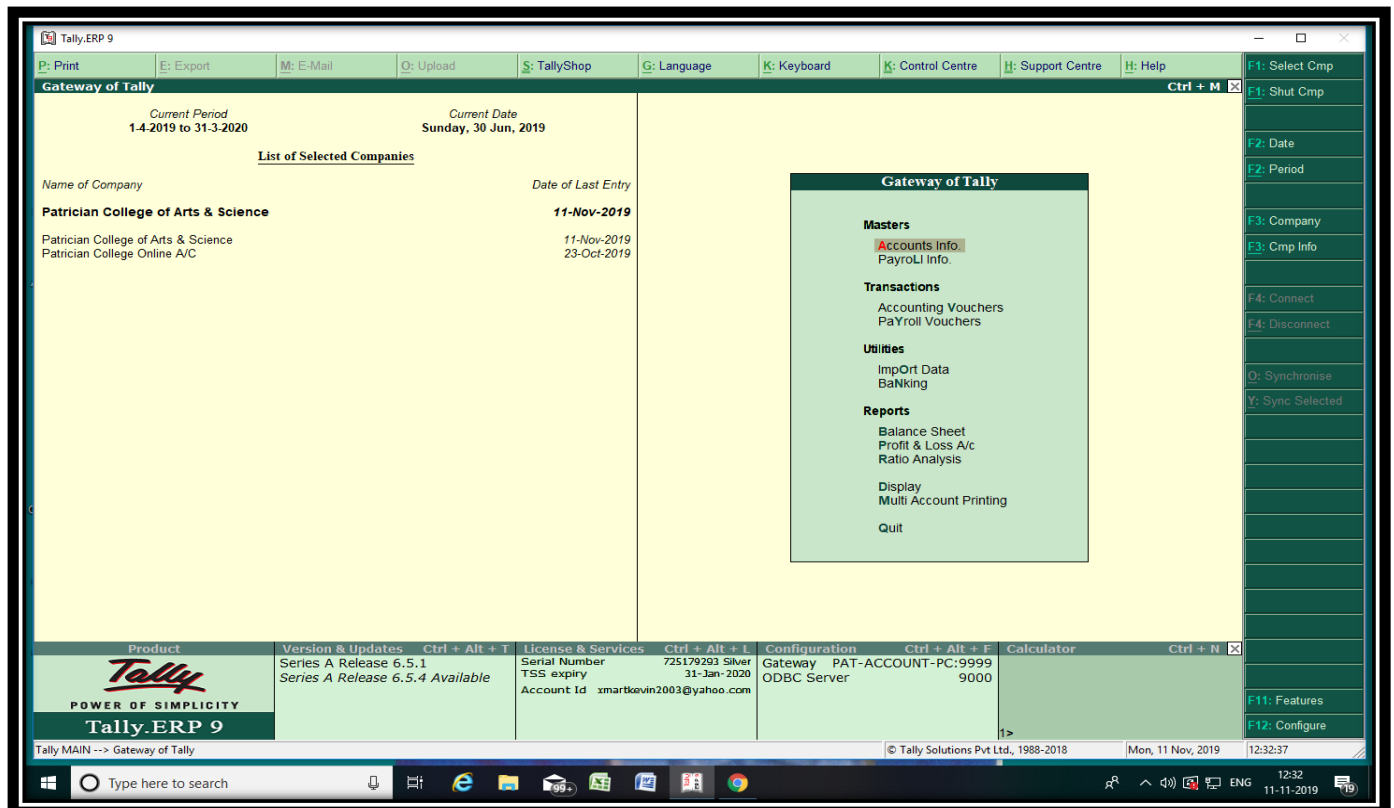 Tally.ERP 9
P: Print E: Export M: E-Mail O: Upload S: TallyShop G: Language K: Keyboard K: Control Centre H: Support Centre H: Help
F1: Select Cmp
Gateway of Tally Ctrl + M
F1: Shut Cmp
Current Period Current Date
1-4-2019 to 31-3-2020 Sunday, 30 Jun, 2019
List of Selected Companies
Name of Company Date of Last Entry
Patrician College of Arts & Science 11-Nov-2019
Patrician College of Arts & Science 11-Nov-2019
Patrician College Online A/C 23-Oct-2019
Gateway of Tally
Masters
Accounts Info.
PayroLl Info.
Transactions
Accounting Vouchers
PaYroll Vouchers
Utilities
ImpOrt Data
BaNking
Reports
Balance Sheet
Profit & Loss A/c
Ratio Analysis
Display
Multi Account Printing
Quit
F2: Date
F2: Period
F3: Company
F3: Cmp Info
F4: Connect
F4: Disconnect
O: Synchronise
Y: Sync Selected
F11: Features
F12: Configure
Product
Tally
POWER OF SIMPLICITY
Tally.ERP 9
Version & Updates Ctrl + Alt + T
Series A Release 6.5.1
Series A Release 6.5.4 Available
License & Services Ctrl + Alt + L
Serial Number 725179293 Silver
TSS expiry 31-Jan-2020
Account Id xmartkevin2003@yahoo.com
Configuration Ctrl + Alt + F
Gateway PAT-ACCOUNT-PC:9999
ODBC Server 9000
Calculator Ctrl + N
1>
Tally MAIN --> Gateway of Tally © Tally Solutions Pvt Ltd., 1988-2018 Mon, 11 Nov, 2019 12:32:37
Type here to search 99+ ENG 12:32
11-11-2019 19